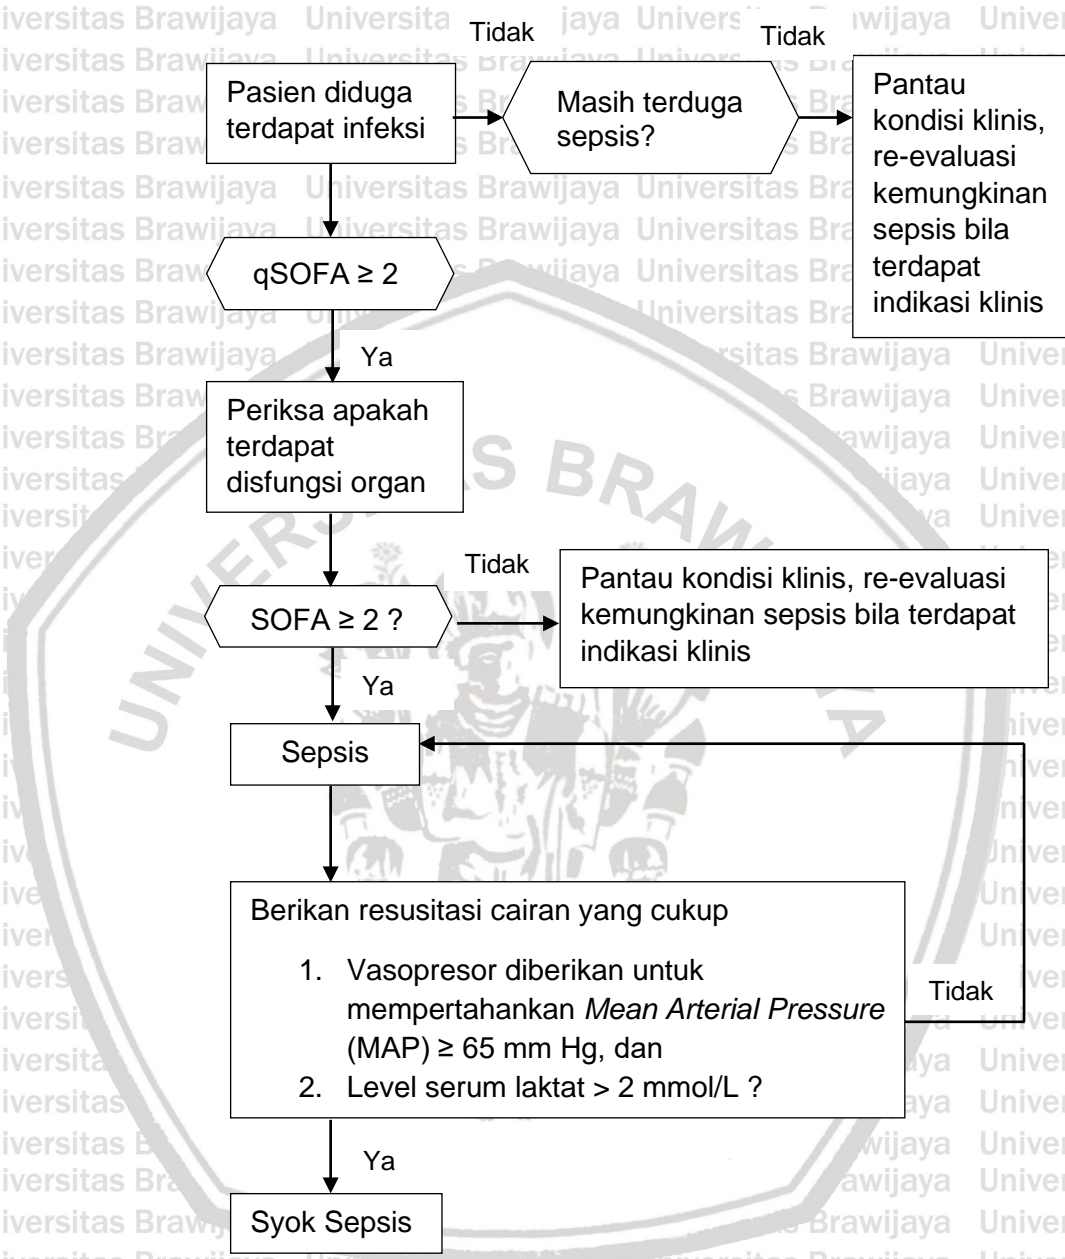 Tidak
Tidak
Pasien diduga
terdapat infeksi
Masih terduga
sepsis?
Pantau
kondisi klinis,
re-evaluasi
kemungkinan
sepsis bila
terdapat
indikasi klinis
qSOFA ≥ 2
Ya
Periksa apakah
terdapat
disfungsi organ
SOFA ≥ 2 ?
Tidak
Pantau kondisi klinis, re-evaluasi
kemungkinan sepsis bila terdapat
indikasi klinis
Ya
Sepsis
Berikan resusitasi cairan yang cukup
1. Vasopresor diberikan untuk
mempertahankan Mean Arterial Pressure
(MAP) ≥ 65 mm Hg, dan
2. Level serum laktat > 2 mmol/L ?
Tidak
Ya
Syok Sepsis